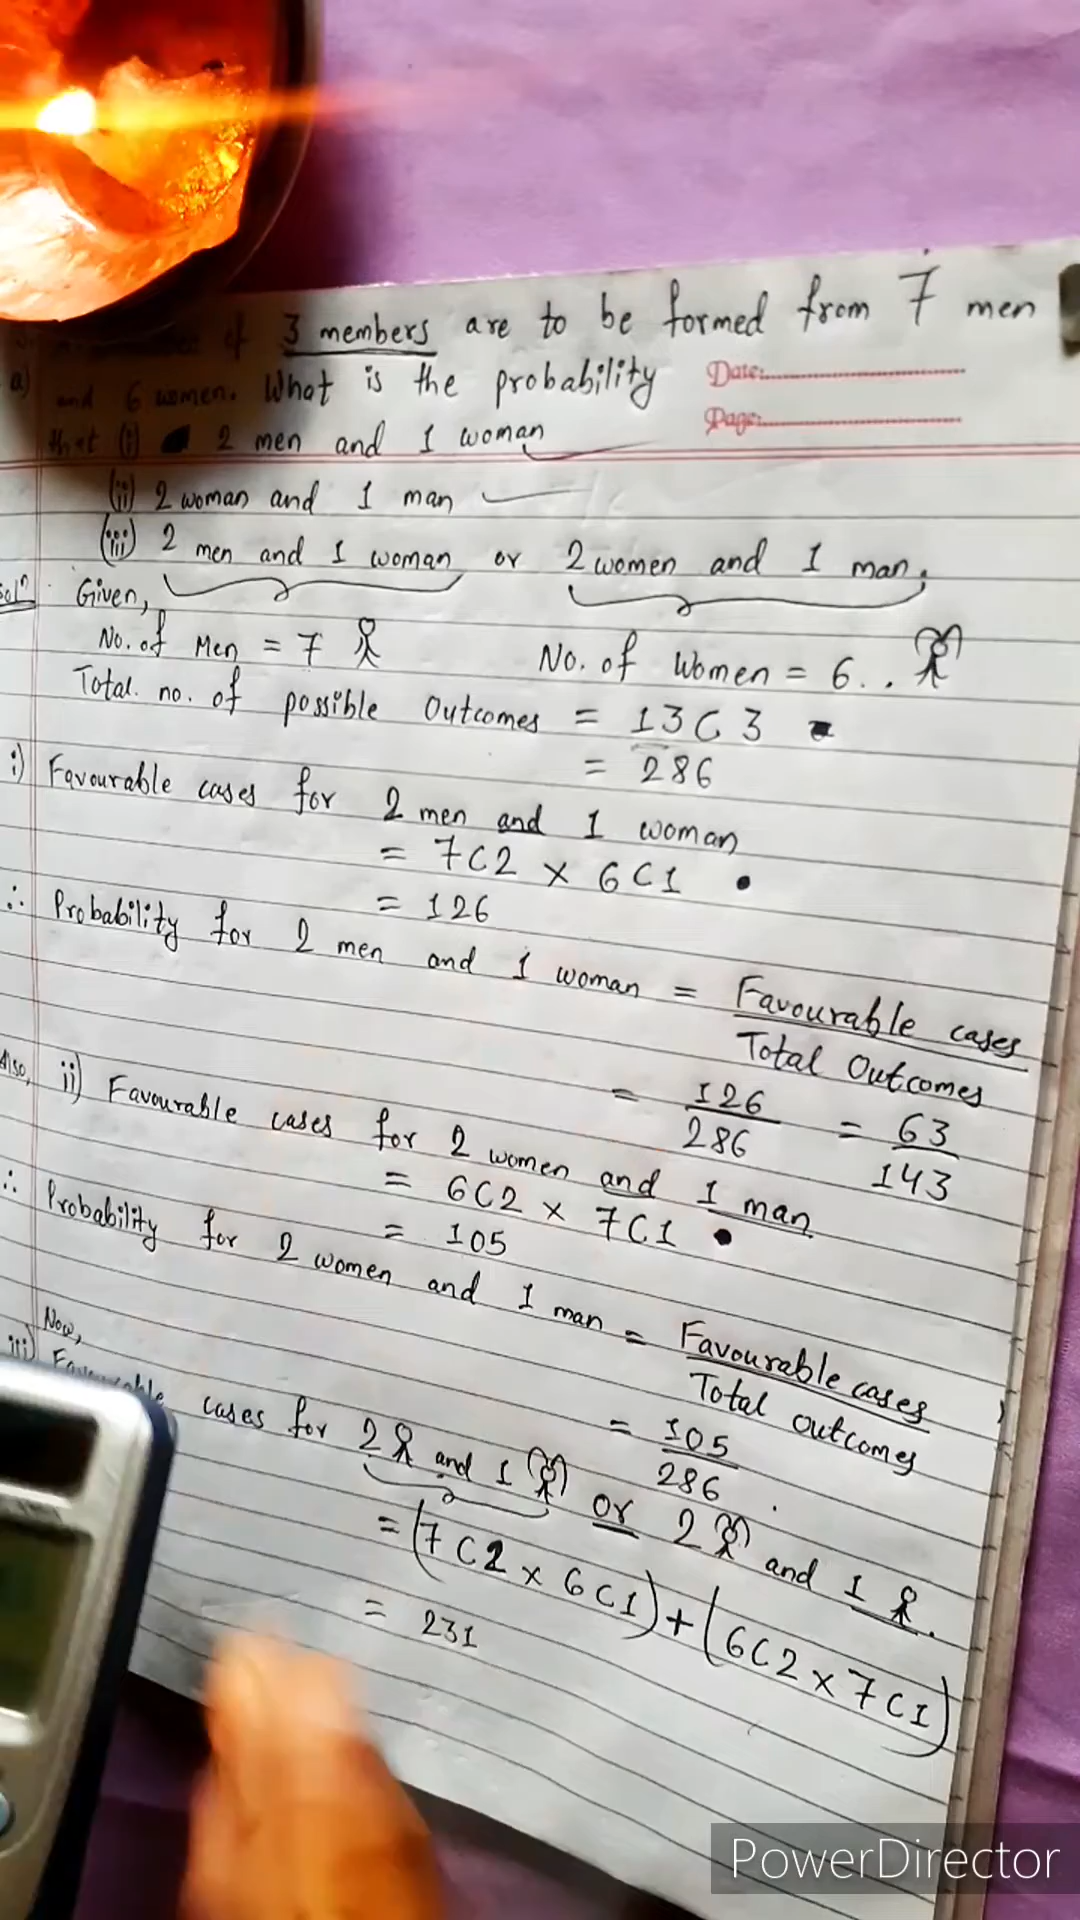 of 3 members are to be formed from 7 men
a) and 6 women. What is the probability
Date:
Page:
that (i) 2 men and 1 woman
(ii) 2 woman and 1 man
(iii) 2 men and 1 woman or 2 women and 1 man.
Solⁿ Given,
No. of Men = 7 No. of Women = 6..
Total. no. of possible Outcomes = 13C3
= 286
i) Favourable cases for 2 men and 1 woman
= 7C2 × 6C1
= 126
∴ Probability for 2 men and 1 woman = Favourable cases
Total Outcomes
= 126/286 = 63/143
Also, ii) Favourable cases for 2 women and 1 man
= 6C2 × 7C1
= 105
∴ Probability for 2 women and 1 man = Favourable cases
Total outcomes
= 105/286
Now,
iii) Favourable cases for 2 and 1 or 2 and 1.
= (7C2 × 6C1) + (6C2 × 7C1)
= 231
PowerDirector